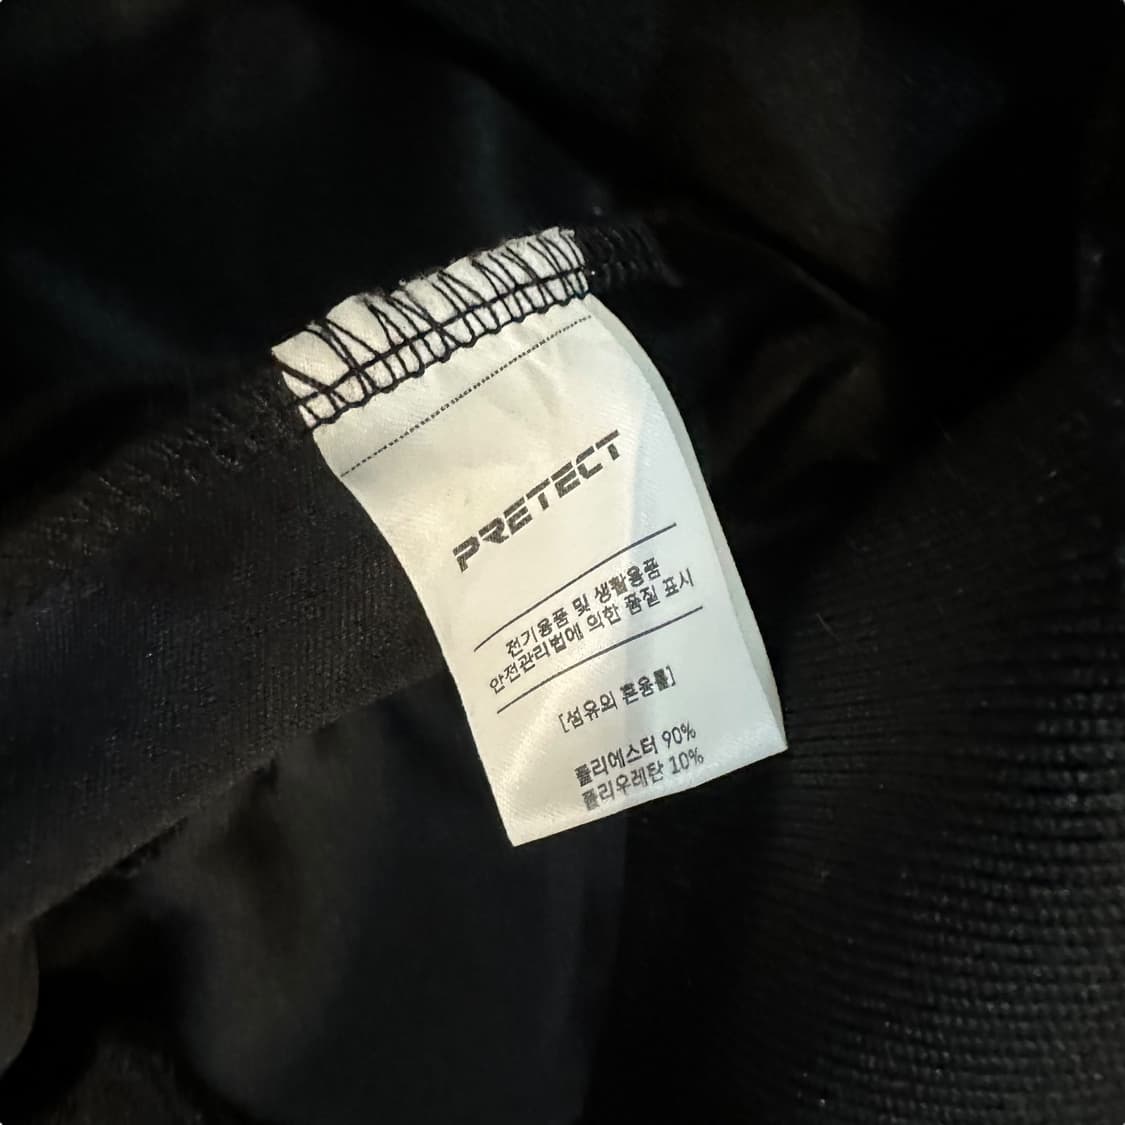 PRETECT
전기용품 및 생활용품
안전관리법에 의한 품질 표시
[섬유의 혼용률]
폴리에스터 90%
폴리우레탄 10%